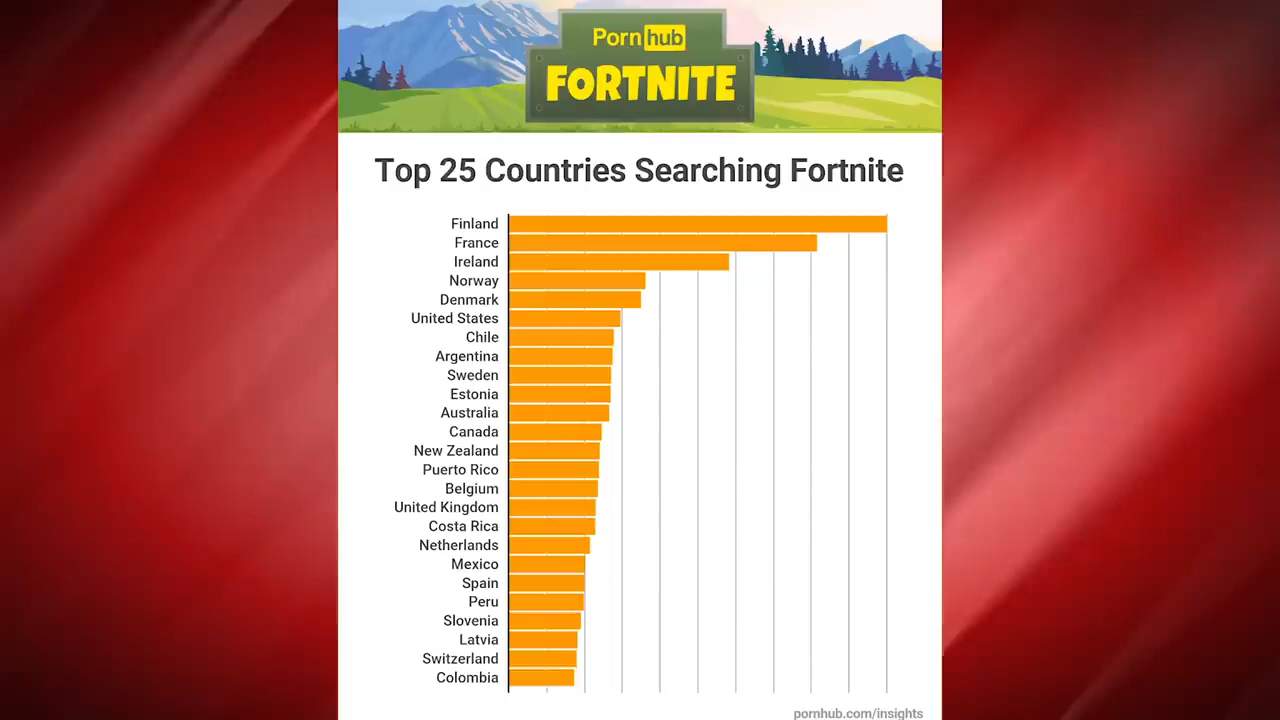 Porn hub
FORTNITE
Top 25 Countries Searching Fortnite
Finland
France
Ireland
Norway
Denmark
United States
Chile
Argentina
Sweden
Estonia
Australia
Canada
New Zealand
Puerto Rico
Belgium
United Kingdom
Costa Rica
Netherlands
Mexico
Spain
Peru
Slovenia
Latvia
Switzerland
Colombia
pornhub.com/insights